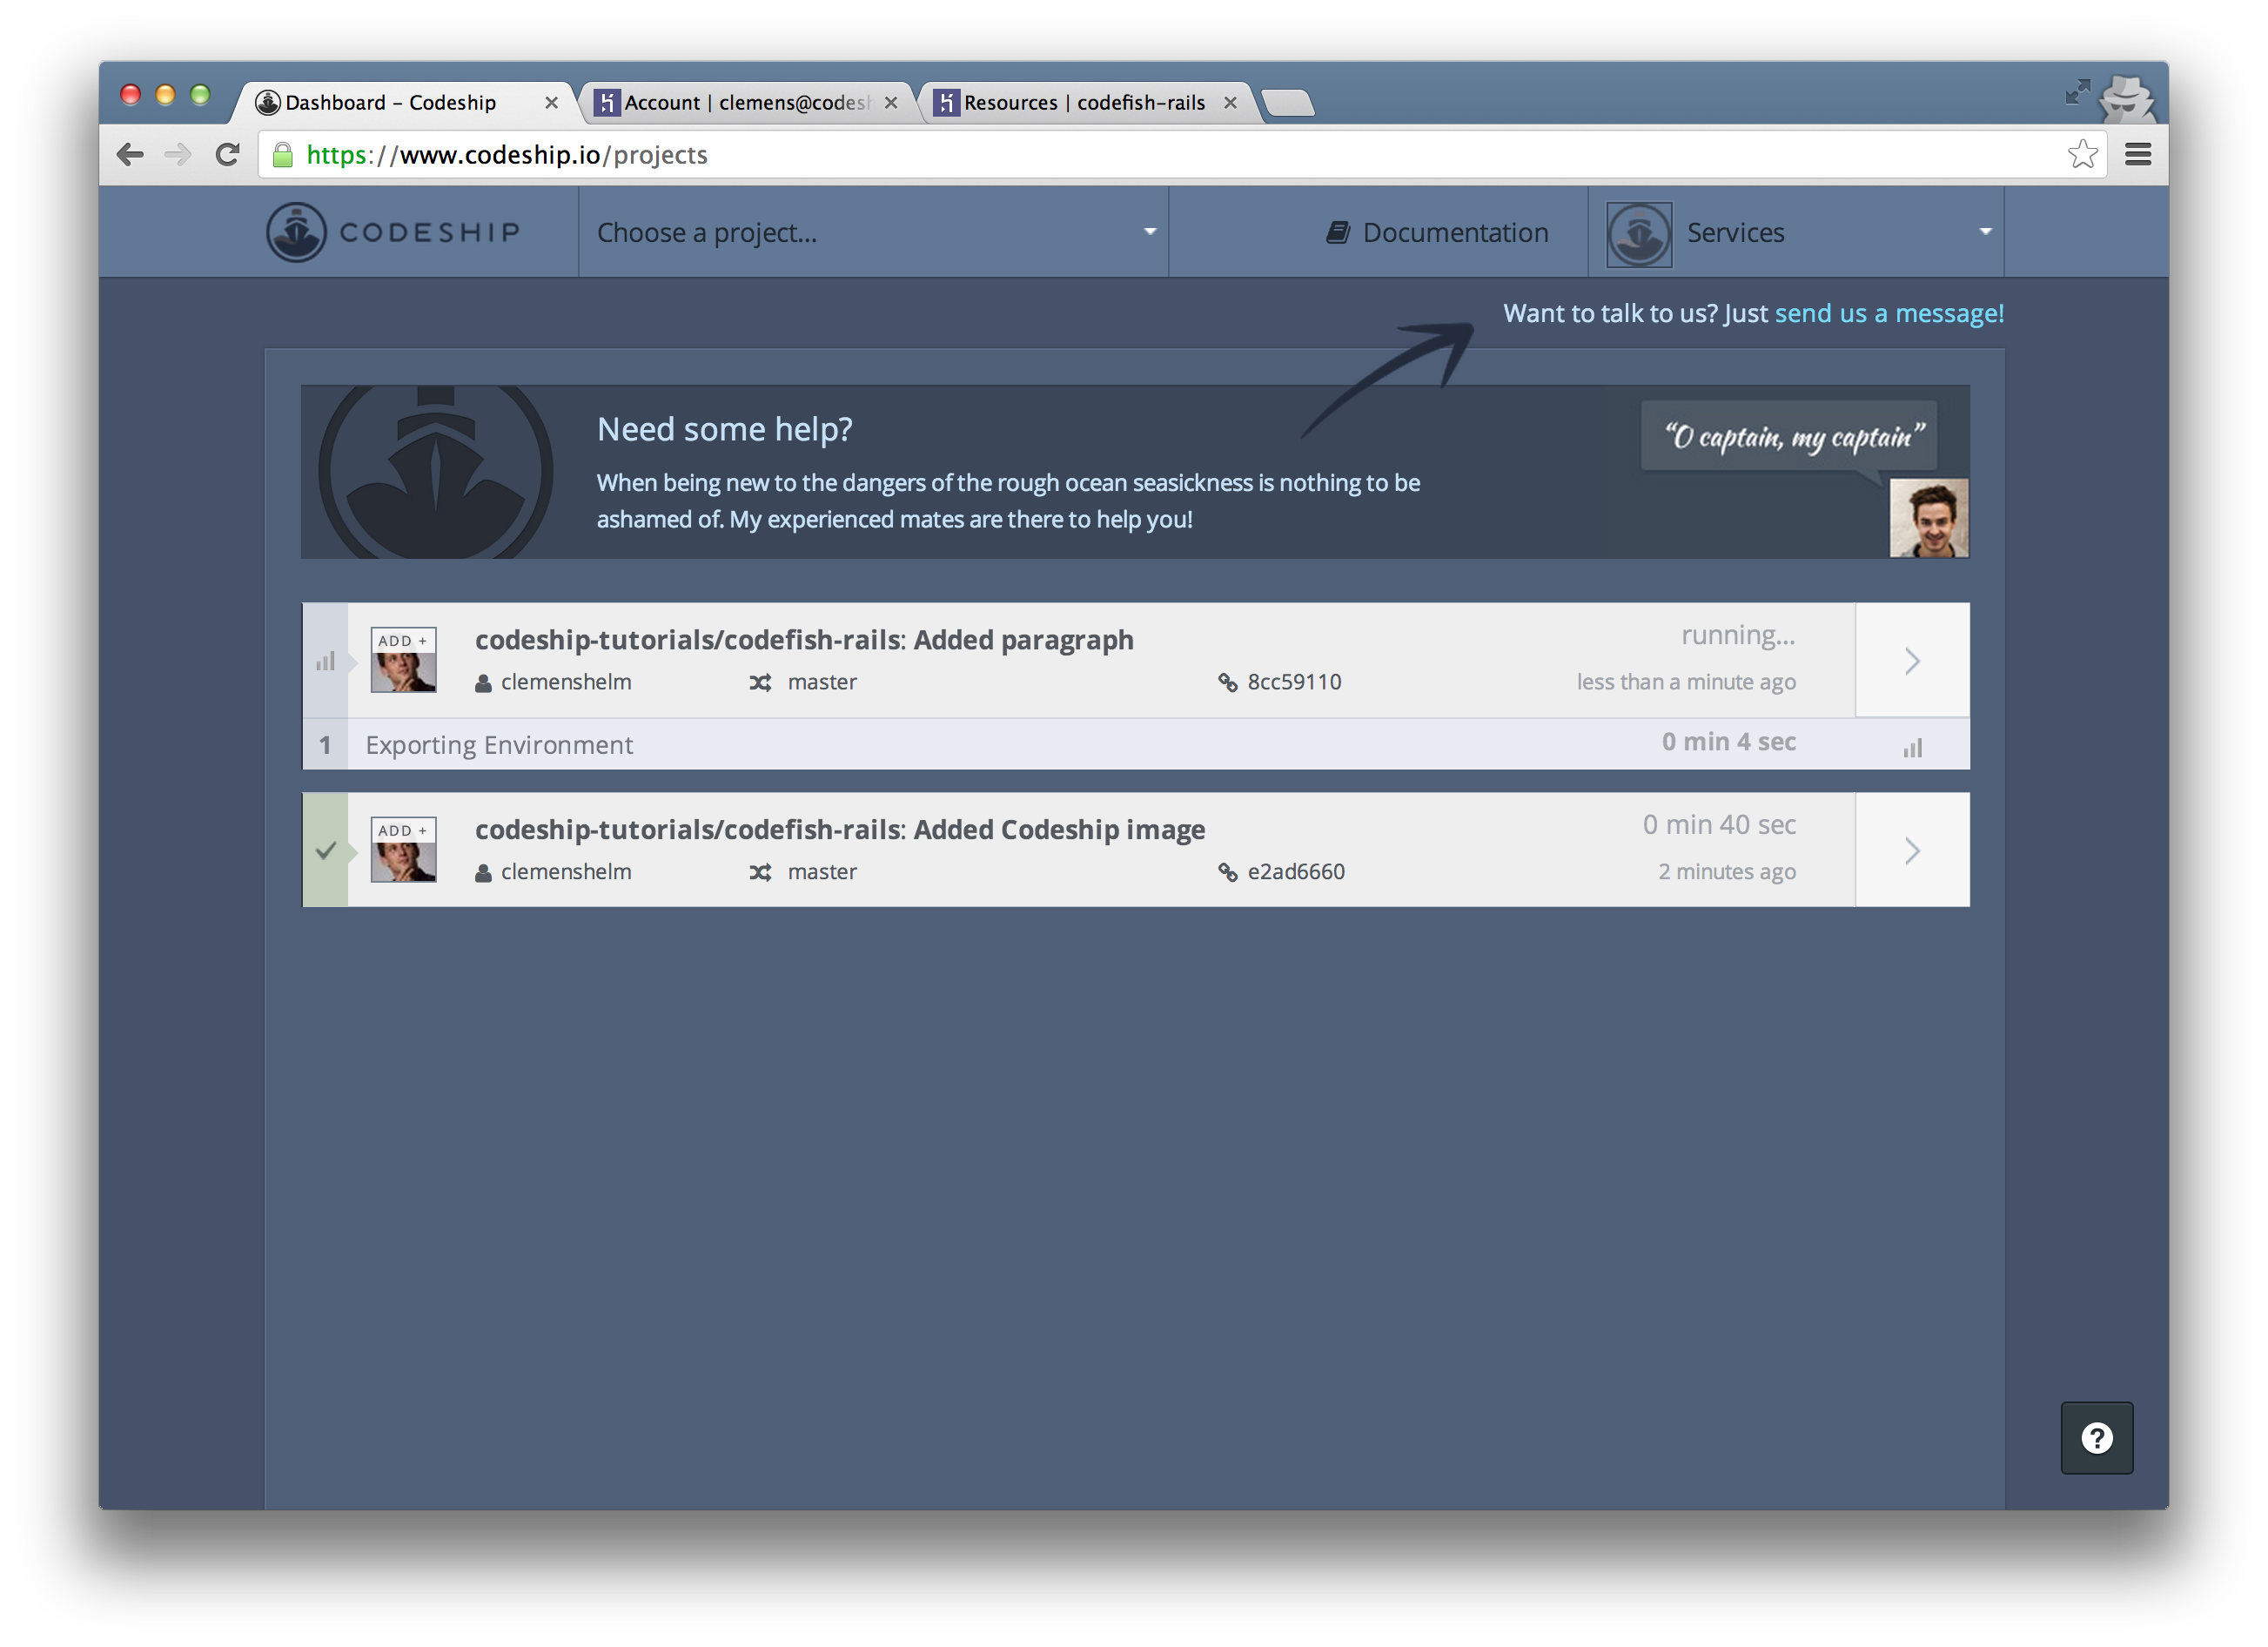 Dashboard – Codeship
Account | clemens@codesh
Resources | codefish-rails
https://www.codeship.io/projects
CODESHIP
Choose a project...
Documentation
Services
Want to talk to us? Just send us a message!
Need some help?
When being new to the dangers of the rough ocean seasickness is nothing to be
ashamed of. My experienced mates are there to help you!
“O captain, my captain”
ADD +
codeship-tutorials/codefish-rails: Added paragraph
running...
clemenshelm
master
8cc59110
less than a minute ago
1
Exporting Environment
0 min 4 sec
ADD +
codeship-tutorials/codefish-rails: Added Codeship image
0 min 40 sec
clemenshelm
master
e2ad6660
2 minutes ago
?